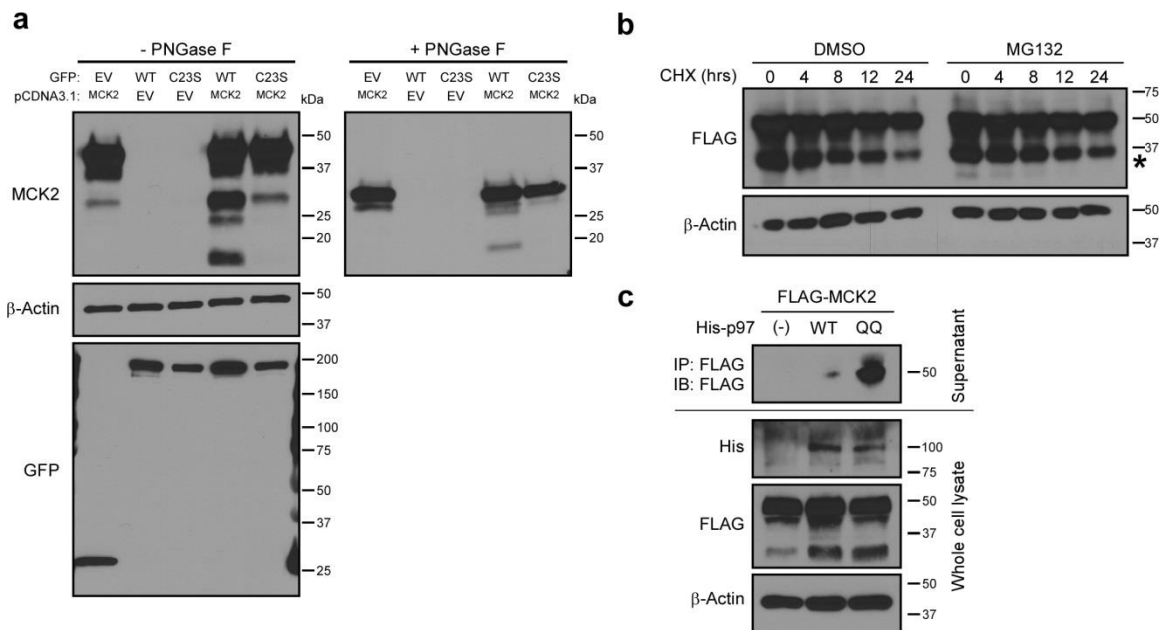 a
- PNGase F
GFP: EV WT C23S WT C23S
pCDNA3.1: MCK2 EV EV MCK2 MCK2 kDa
MCK2
50
37
25
20
β-Actin
50
37
GFP
200
150
100
75
50
37
25
+ PNGase F
EV WT C23S WT C23S
MCK2 EV EV MCK2 MCK2 kDa
50
37
25
20
b
DMSO MG132
CHX (hrs) 0 4 8 12 24 0 4 8 12 24
FLAG
75
50
37
*
β-Actin
50
37
c
FLAG-MCK2
His-p97 (-) WT QQ
IP: FLAG
IB: FLAG
50
Supernatant
His
100
75
FLAG
50
37
β-Actin
50
37
Whole cell lysate